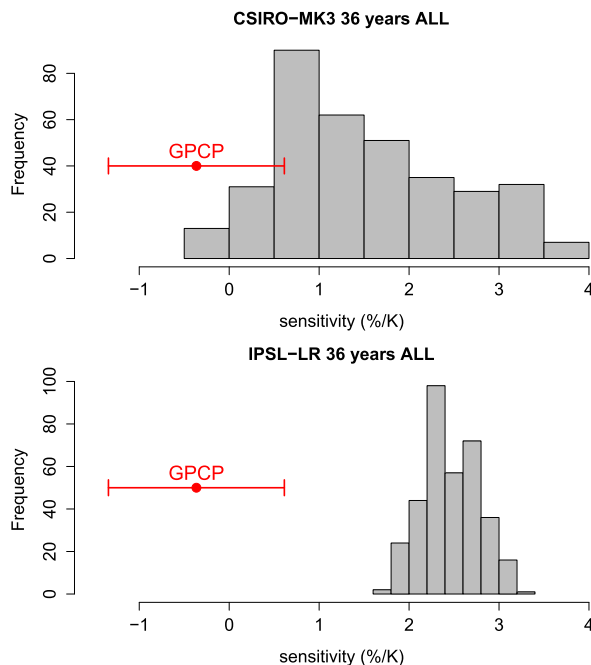 CSIRO−MK3 36 years ALL
Frequency
0 20 40 60 80
GPCP
−1 0 1 2 3 4
sensitivity (%/K)
IPSL−LR 36 years ALL
Frequency
0 20 40 60 80 100
GPCP
−1 0 1 2 3 4
sensitivity (%/K)